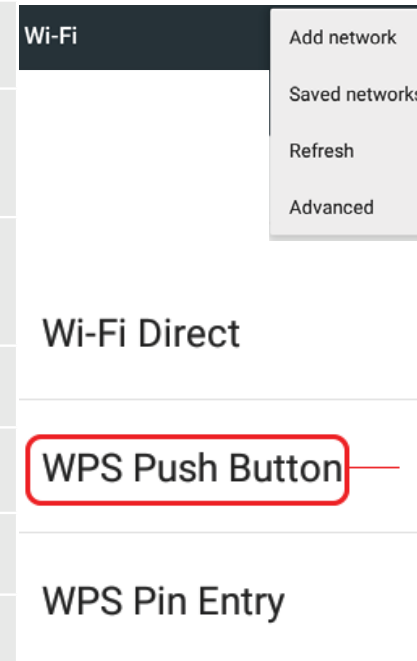 Wi-Fi
Add network
Saved networks
Refresh
Advanced
Wi-Fi Direct
WPS Push Button
WPS Pin Entry